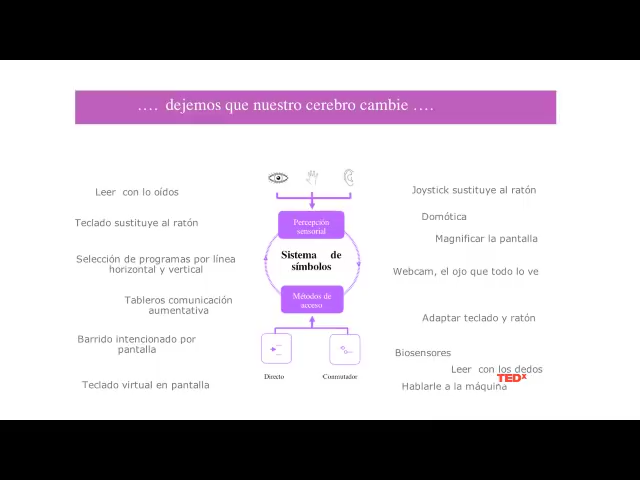 .... dejemos que nuestro cerebro cambie ....
Leer con lo oídos
Teclado sustituye al ratón
Selección de programas por línea
horizontal y vertical
Tableros comunicación
aumentativa
Barrido intencionado por
pantalla
Teclado virtual en pantalla
Percepción
sensorial
Sistema de
símbolos
Métodos de
acceso
Directo
Conmutador
Joystick sustituye al ratón
Domótica
Magnificar la pantalla
Webcam, el ojo que todo lo ve
Adaptar teclado y ratón
Biosensores
Leer con los dedos
TEDx
Hablarle a la máquina